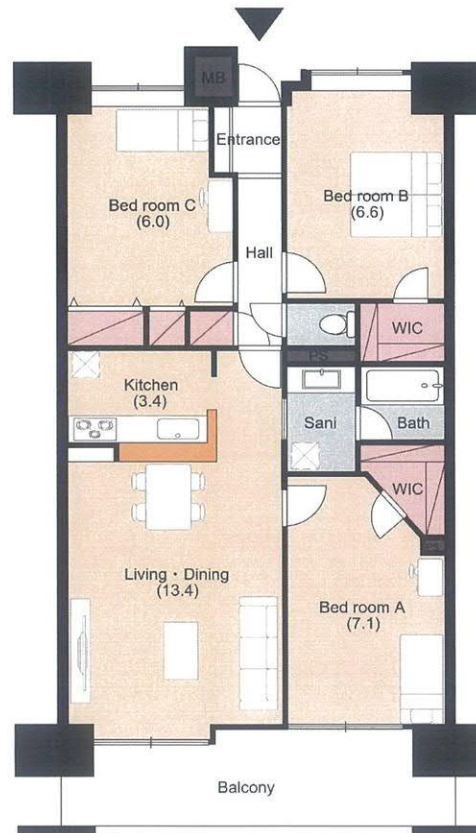 MB
Entrance
Bed room C
(6.0)
Bed room B
(6.6)
Hall
WIC
PS
Kitchen
(3.4)
Sani
Bath
WIC
Living・Dining
(13.4)
Bed room A
(7.1)
Balcony